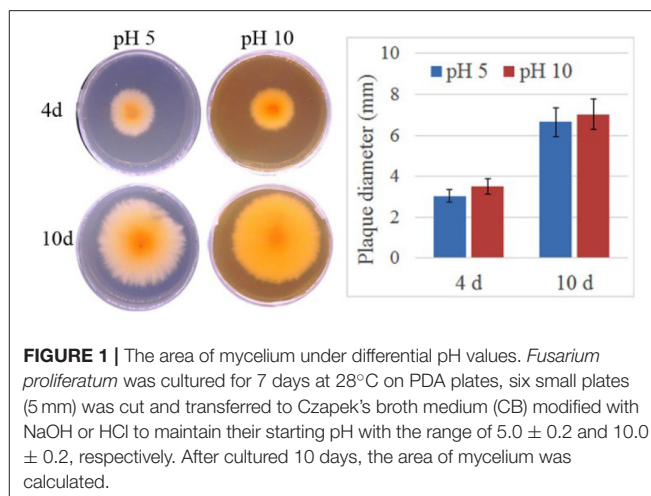 pH 5 pH 10
4d
10d
Plaque diameter (mm)
10
8
6
4
2
0
pH 5 pH 10
4 d 10 d
FIGURE 1 | The area of mycelium under differential pH values. Fusarium
proliferatum was cultured for 7 days at 28°C on PDA plates, six small plates
(5 mm) was cut and transferred to Czapek's broth medium (CB) modified with
NaOH or HCl to maintain their starting pH with the range of 5.0 ± 0.2 and 10.0
± 0.2, respectively. After cultured 10 days, the area of mycelium was
calculated.